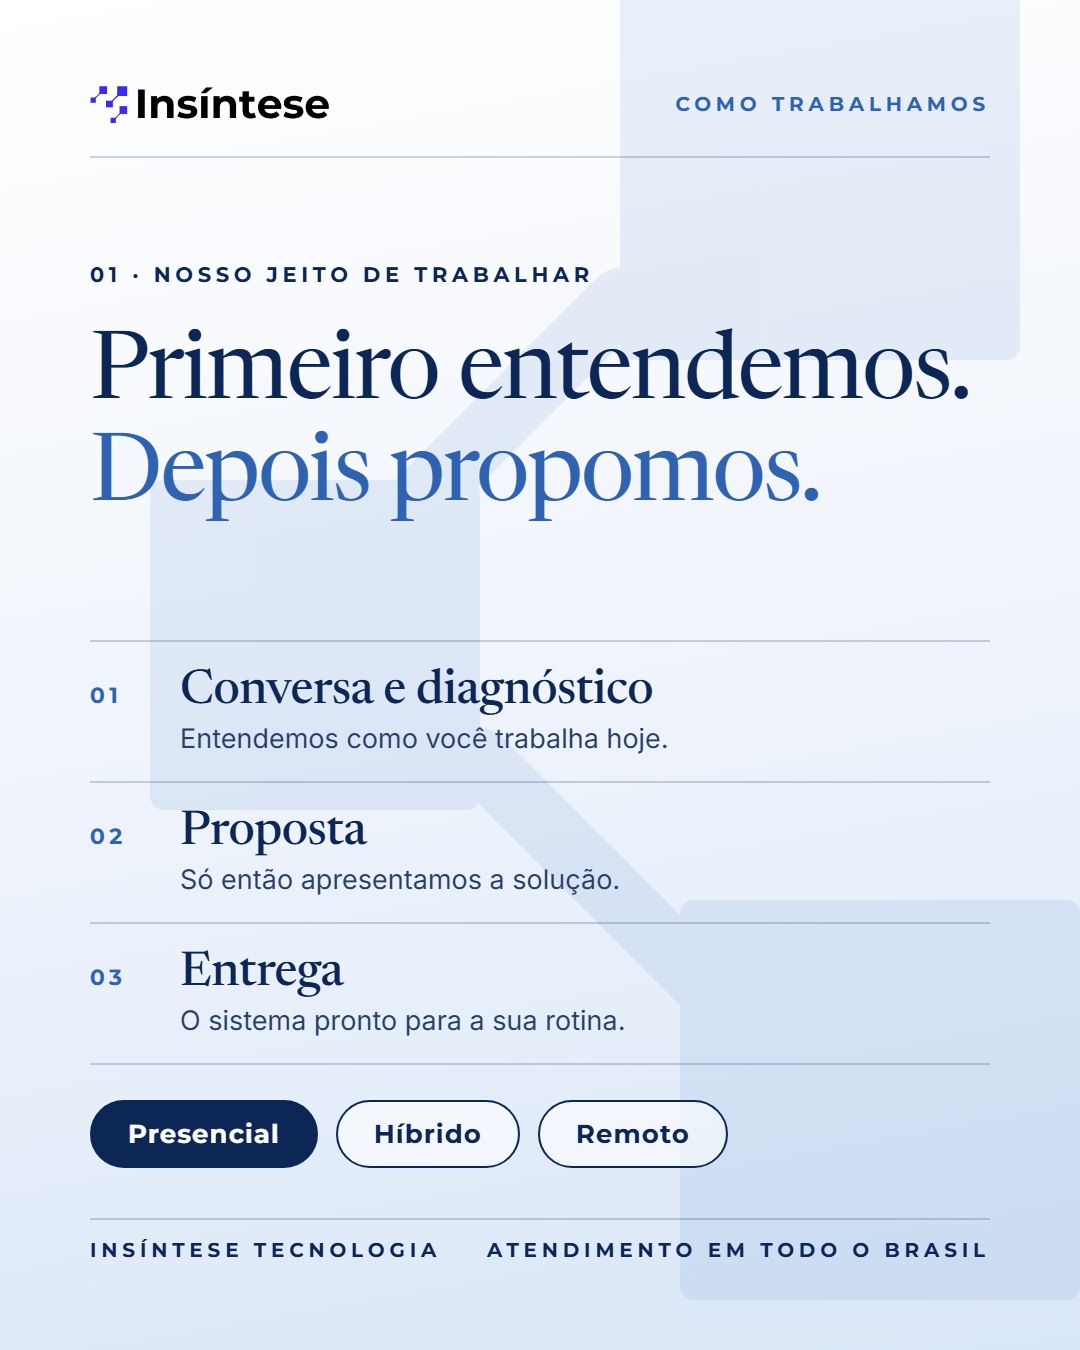 Insíntese
COMO TRABALHAMOS
01 · NOSSO JEITO DE TRABALHAR
Primeiro entendemos.
Depois propomos.
01
Conversa e diagnóstico
Entendemos como você trabalha hoje.
02
Proposta
Só então apresentamos a solução.
03
Entrega
O sistema pronto para a sua rotina.
Presencial
Híbrido
Remoto
INSÍNTESE TECNOLOGIA
ATENDIMENTO EM TODO O BRASIL